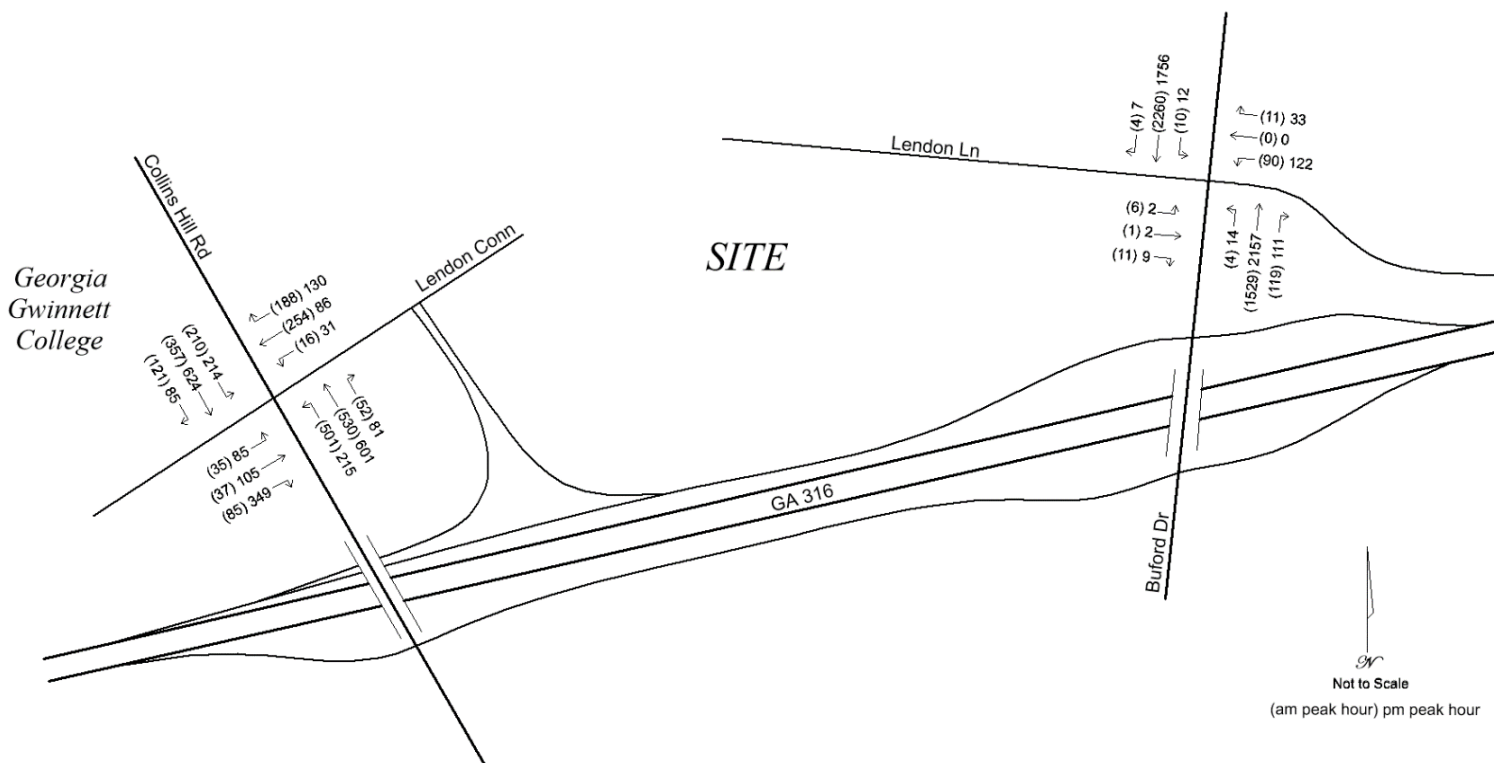 (4) 7
(2260) 1756
(10) 12
(11) 33
(0) 0
(90) 122
Lendon Ln
(6) 2
(1) 2
(11) 9
(4) 14
(1529) 2157
(119) 111
Collins Hill Rd
Lendon Conn
SITE
Georgia
Gwinnett
College
(188) 130
(254) 86
(16) 31
(210) 214
(357) 624
(121) 85
(52) 81
(530) 601
(501) 215
(35) 85
(37) 105
(85) 349
GA 316
Buford Dr
N
Not to Scale
(am peak hour) pm peak hour